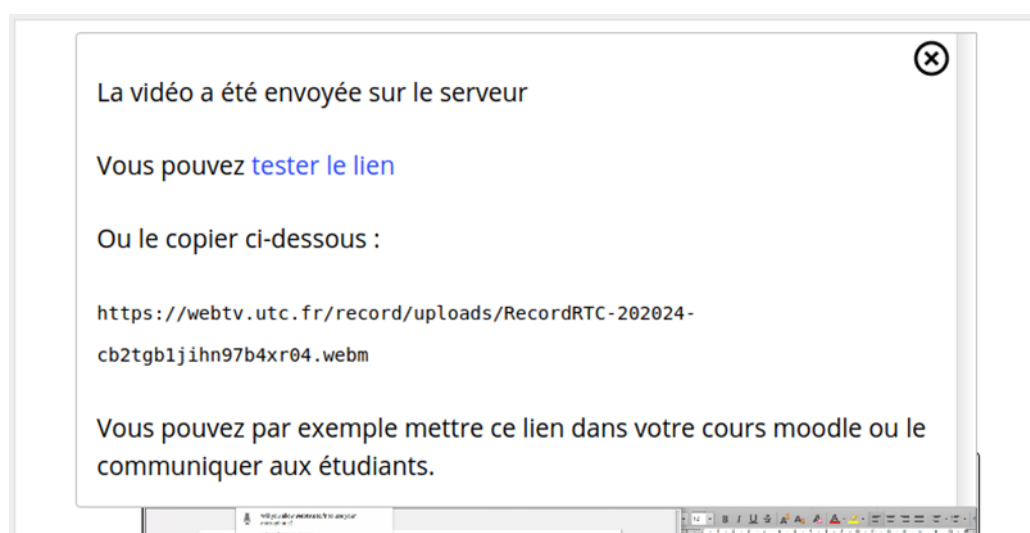 La vidéo a été envoyée sur le serveur
Vous pouvez tester le lien
Ou le copier ci-dessous :
https://webtv.utc.fr/record/uploads/RecordRTC-202024-
cb2tgb1jihn97b4xr04.webm
Vous pouvez par exemple mettre ce lien dans votre cours moodle ou le
communiquer aux étudiants.